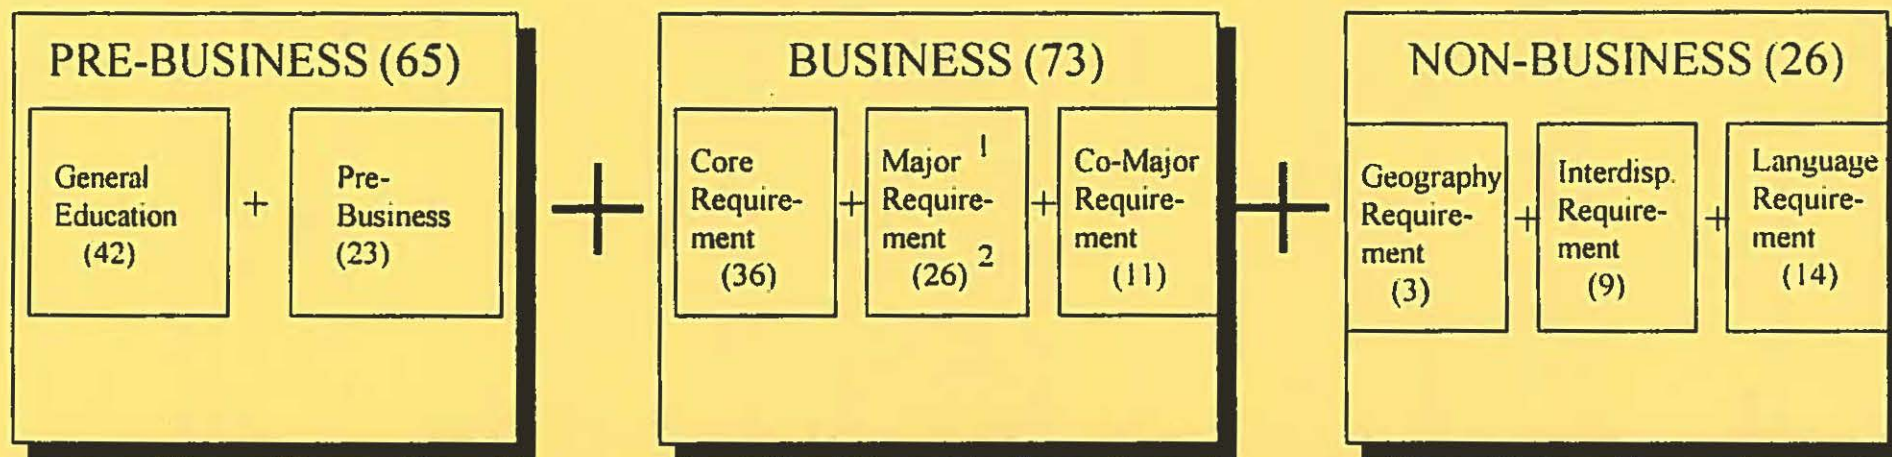 PRE-BUSINESS (65)
General
Education
(42)
+
Pre-
Business
(23)
+
BUSINESS (73)
Core
Require-
ment
(36)
+
Major 1
Require-
ment
(26) 2
+
Co-Major
Require-
ment
(11)
+
NON-BUSINESS (26)
Geography
Require-
ment
(3)
+
Interdisp.
Require-
ment
(9)
+
Language
Require-
ment
(14)